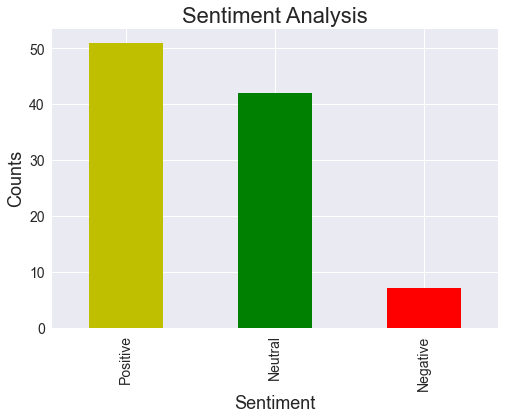 Sentiment Analysis
50
40
30
20
10
0
Counts
Positive
Neutral
Negative
Sentiment